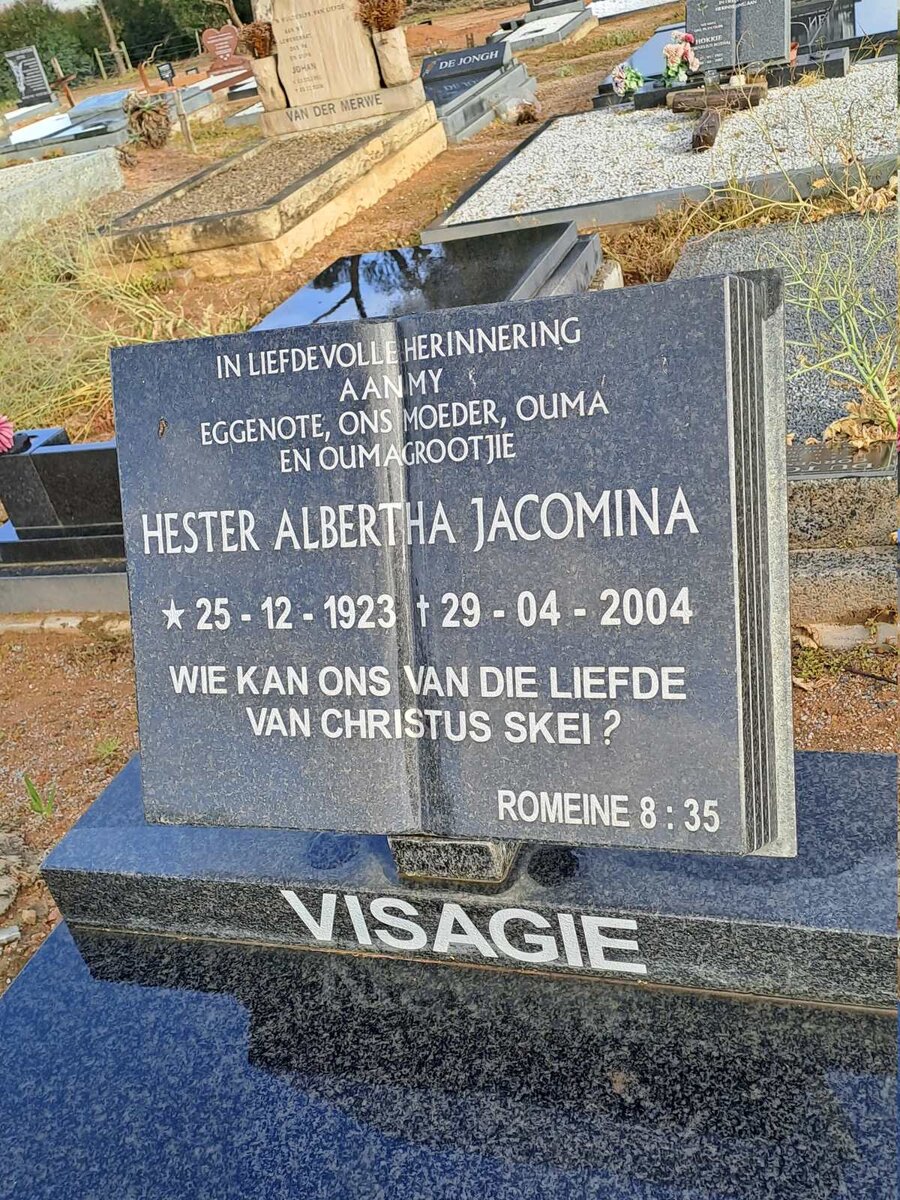 IN LIEFDEVOLLE HERINNERING
AAN MY
EGGENOTE, ONS MOEDER, OUMA
EN OUMAGROOTJIE
HESTER ALBERTHA JACOMINA
★ 25 - 12 - 1923 † 29 - 04 - 2004
WIE KAN ONS VAN DIE LIEFDE
VAN CHRISTUS SKEI ?
ROMEINE 8 : 35
VISAGIE
JOHAN
VAN DER MERWE
DE JONGH
HOKKIE